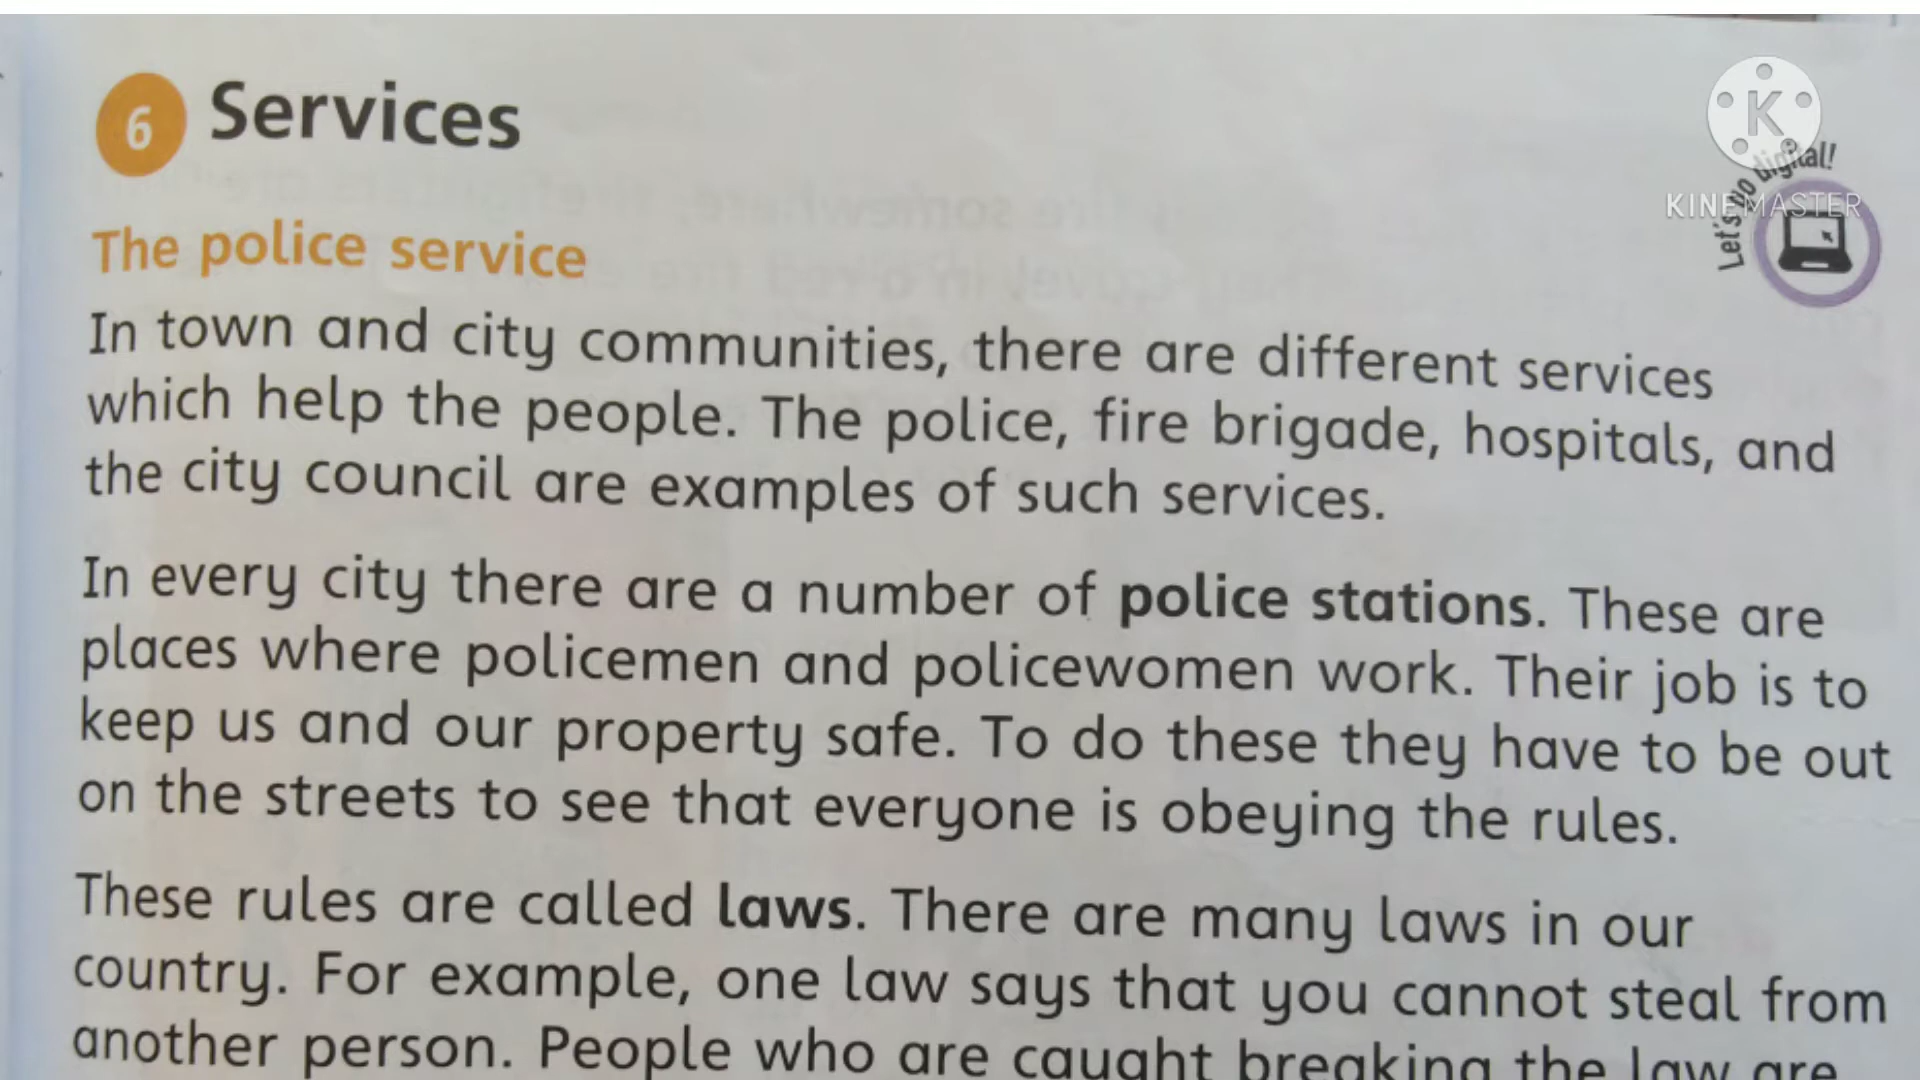 6 Services
K
Let's go digital!
KINEMASTER
The police service
In town and city communities, there are different services
which help the people. The police, fire brigade, hospitals, and
the city council are examples of such services.
In every city there are a number of police stations. These are
places where policemen and policewomen work. Their job is to
keep us and our property safe. To do these they have to be out
on the streets to see that everyone is obeying the rules.
These rules are called laws. There are many laws in our
country. For example, one law says that you cannot steal from
another person. People who are caught breaking the law are